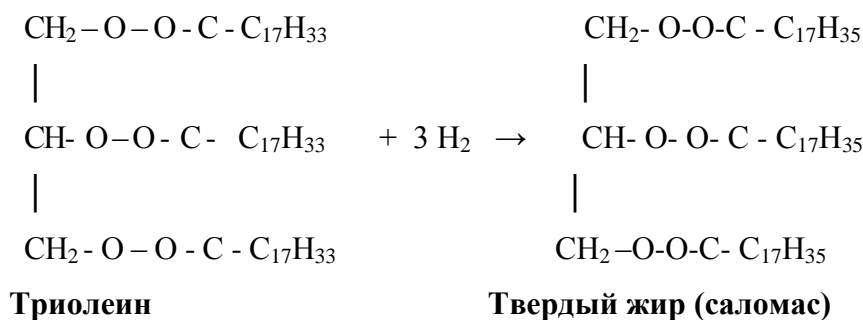 CH₂ – O – O - C - C₁₇H₃₃ CH₂- O-O-C - C₁₇H₃₅
| |
CH- O – O - C - C₁₇H₃₃ + 3 H₂ → CH- O- O- C - C₁₇H₃₅
| |
CH₂ - O – O - C - C₁₇H₃₃ CH₂ –O-O-C- C₁₇H₃₅
Триолеин Твердый жир (саломас)